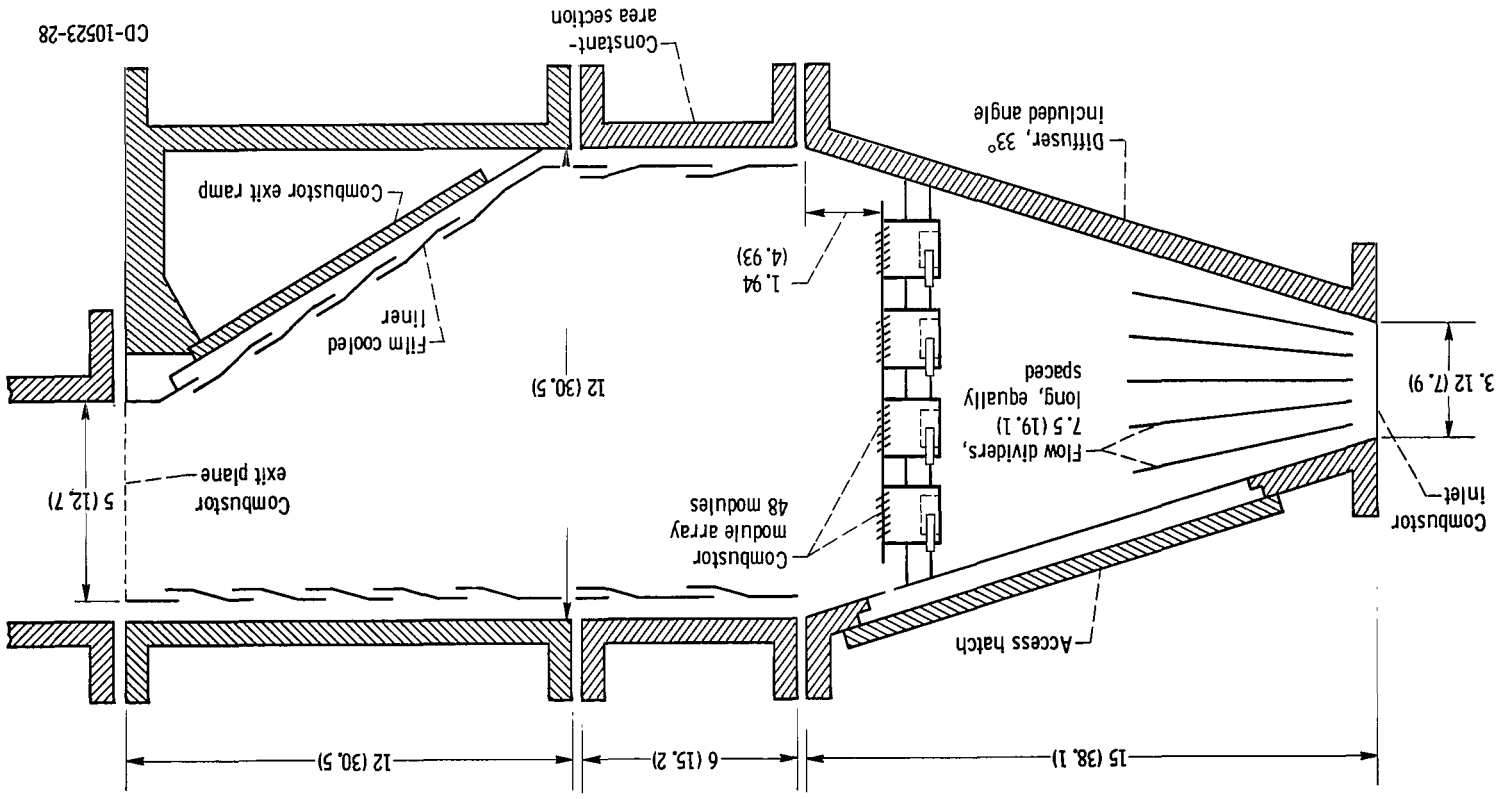 15 (38.1)
6 (15.2)
12 (30.5)
Access hatch
Combustor
inlet
Combustor
module array
48 modules
Combustor
exit plane
5 (12.7)
Flow dividers,
7.5 (19.1)
long, equally
spaced
3.12 (7.9)
12 (30.5)
Film cooled
liner
1.94
(4.93)
Combustor exit ramp
Diffuser, 33°
included angle
Constant-
area section
CD-10523-28